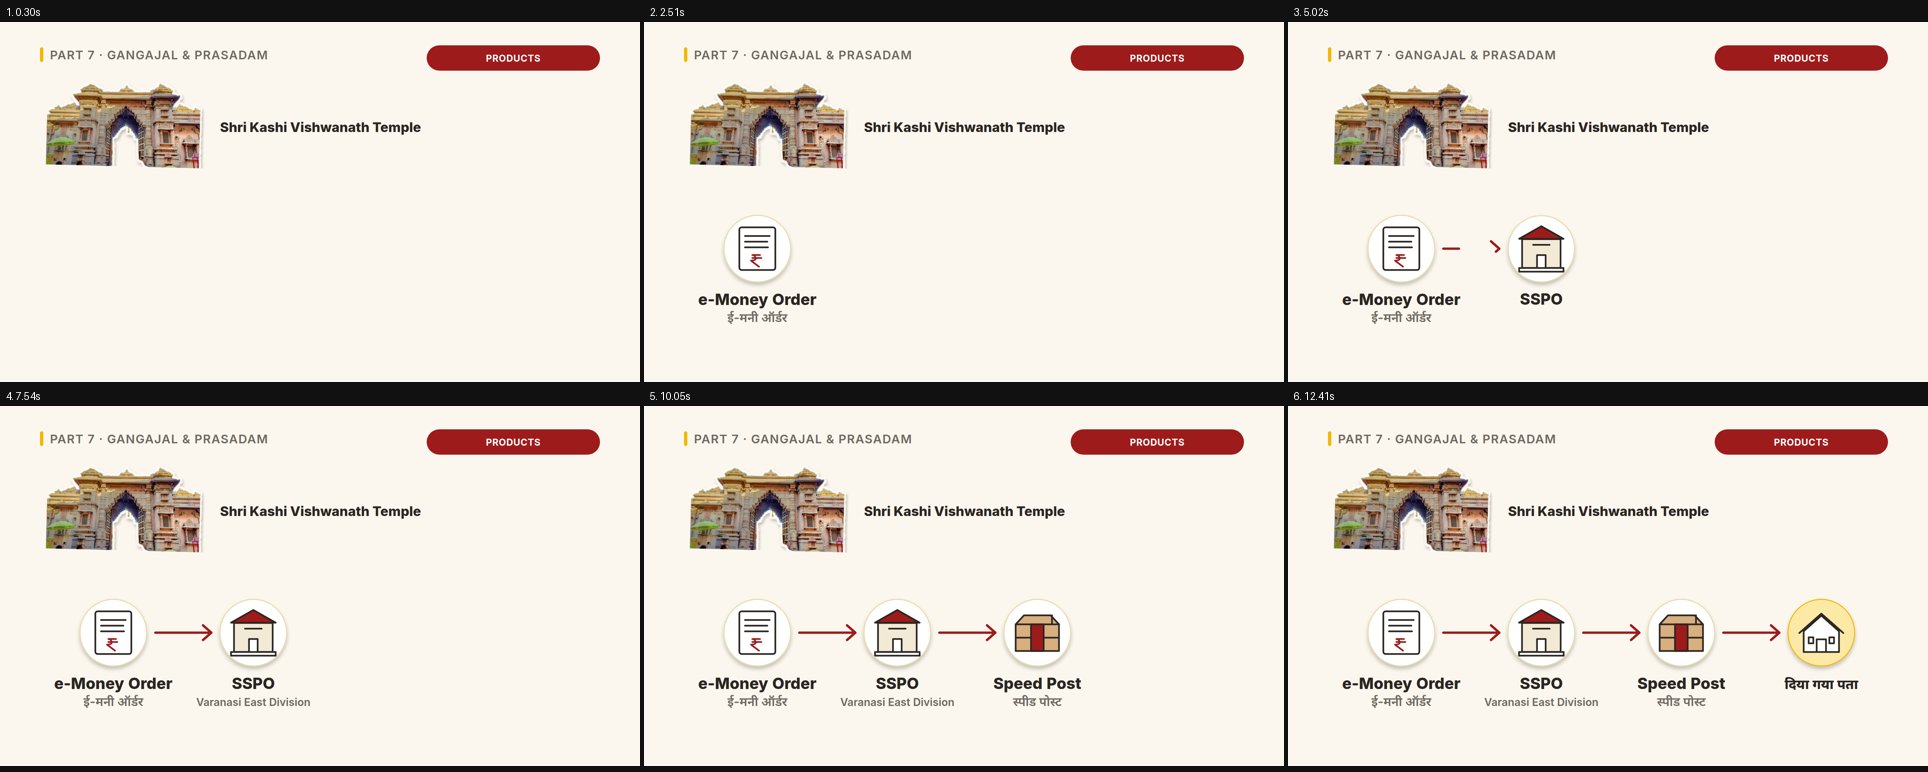 1. 0.30s
PART 7 · GANGAJAL & PRASADAM
PRODUCTS
Shri Kashi Vishwanath Temple
2. 2.51s
PART 7 · GANGAJAL & PRASADAM
PRODUCTS
Shri Kashi Vishwanath Temple
₹
e-Money Order
ई-मनी ऑर्डर
3. 5.02s
PART 7 · GANGAJAL & PRASADAM
PRODUCTS
Shri Kashi Vishwanath Temple
₹
e-Money Order
ई-मनी ऑर्डर
SSPO
4. 7.54s
PART 7 · GANGAJAL & PRASADAM
PRODUCTS
Shri Kashi Vishwanath Temple
₹
e-Money Order
ई-मनी ऑर्डर
SSPO
Varanasi East Division
5. 10.05s
PART 7 · GANGAJAL & PRASADAM
PRODUCTS
Shri Kashi Vishwanath Temple
₹
e-Money Order
ई-मनी ऑर्डर
SSPO
Varanasi East Division
Speed Post
स्पीड पोस्ट
6. 12.41s
PART 7 · GANGAJAL & PRASADAM
PRODUCTS
Shri Kashi Vishwanath Temple
₹
e-Money Order
ई-मनी ऑर्डर
SSPO
Varanasi East Division
Speed Post
स्पीड पोस्ट
दिया गया पता